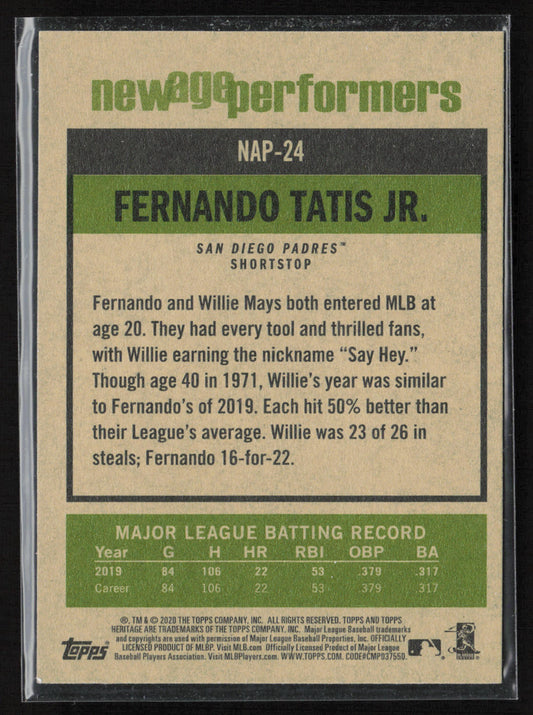 newageperformers
NAP-24
FERNANDO TATIS JR.
SAN DIEGO PADRES™
SHORTSTOP
Fernando and Willie Mays both entered MLB at
age 20. They had every tool and thrilled fans,
with Willie earning the nickname “Say Hey.”
Though age 40 in 1971, Willie’s year was similar
to Fernando’s of 2019. Each hit 50% better than
their League’s average. Willie was 23 of 26 in
steals; Fernando 16-for-22.
MAJOR LEAGUE BATTING RECORD
Year G H HR RBI OBP BA
2019 84 106 22 53 .379 .317
Career 84 106 22 53 .379 .317
®, TM & © 2020 THE TOPPS COMPANY, INC. ALL RIGHTS RESERVED. TOPPS AND TOPPS
HERITAGE ARE TRADEMARKS OF THE TOPPS COMPANY, INC. Major League Baseball trademarks
and copyrights are used with permission of Major League Baseball Properties, Inc. OFFICIALLY
LICENSED PRODUCT OF MLBP. Visit MLB.com Officially Licensed Product of Major League
Baseball Players Association. Visit MLBPlayers.com. WWW.TOPPS.COM. CODE#CMP037550.
Topps